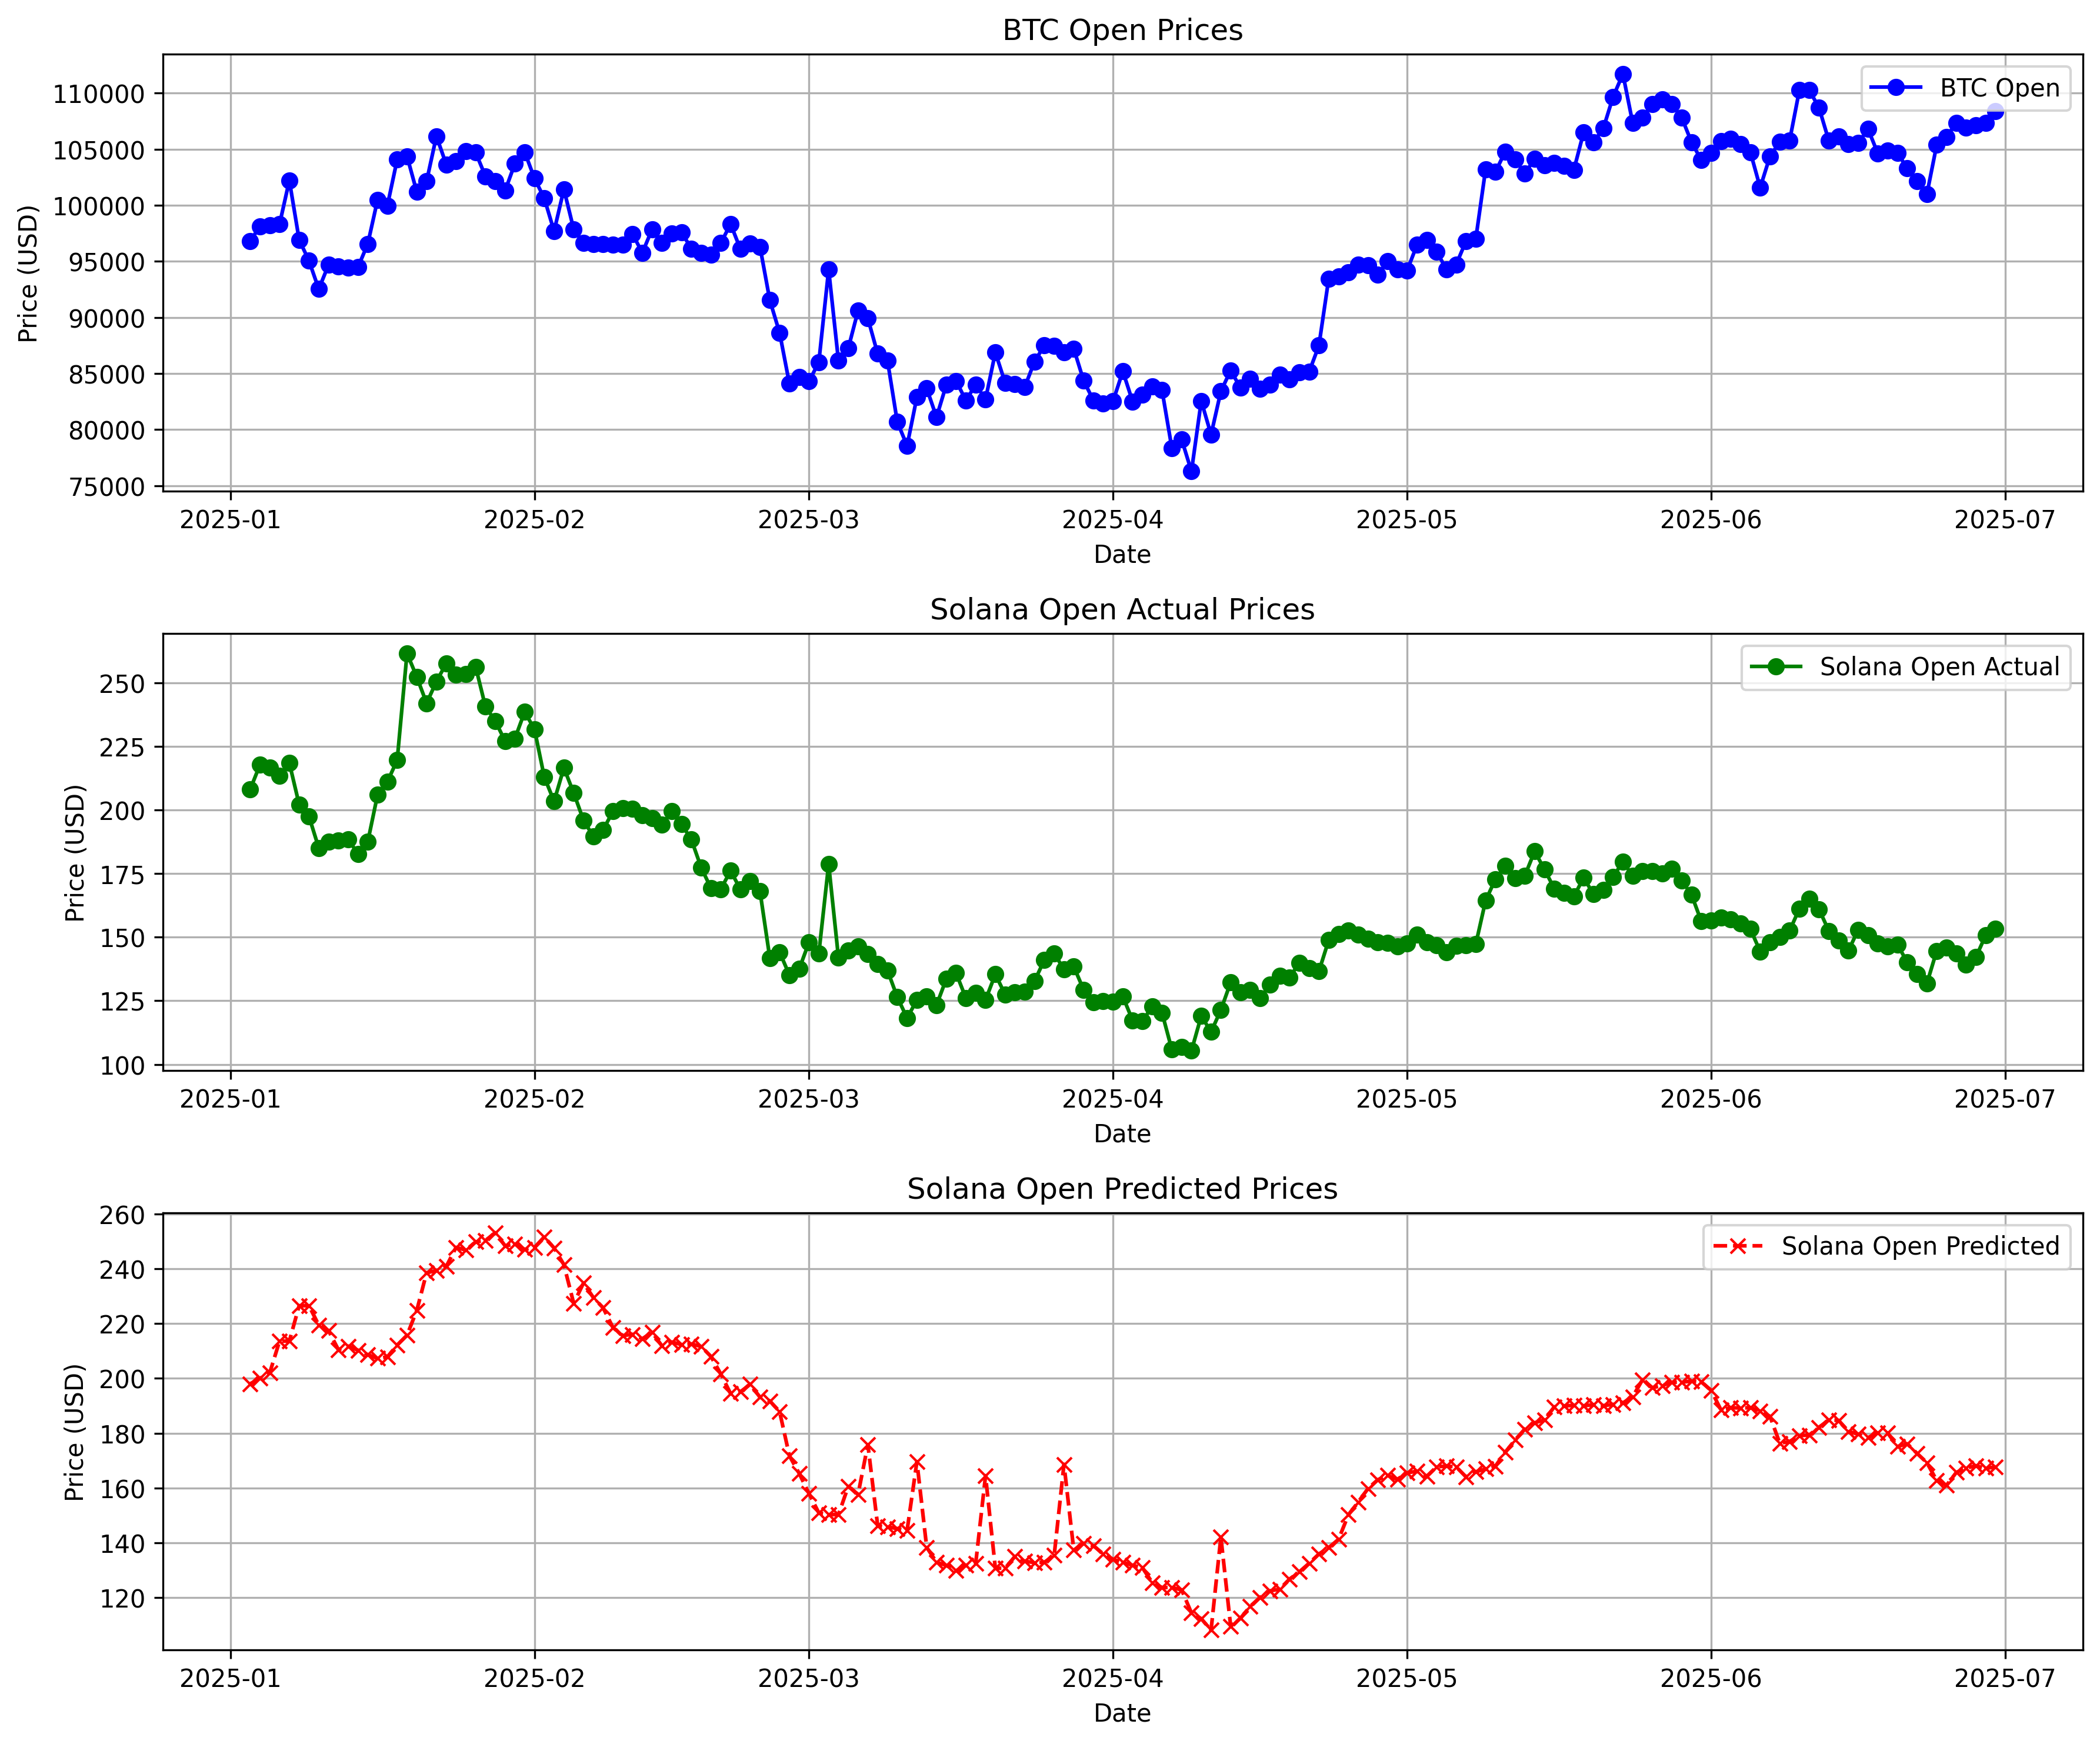 BTC Open Prices
BTC Open
Price (USD)
110000
105000
100000
95000
90000
85000
80000
75000
2025-01 2025-02 2025-03 2025-04 2025-05 2025-06 2025-07
Date
Solana Open Actual Prices
Solana Open Actual
Price (USD)
250
225
200
175
150
125
100
2025-01 2025-02 2025-03 2025-04 2025-05 2025-06 2025-07
Date
Solana Open Predicted Prices
Solana Open Predicted
Price (USD)
260
240
220
200
180
160
140
120
2025-01 2025-02 2025-03 2025-04 2025-05 2025-06 2025-07
Date